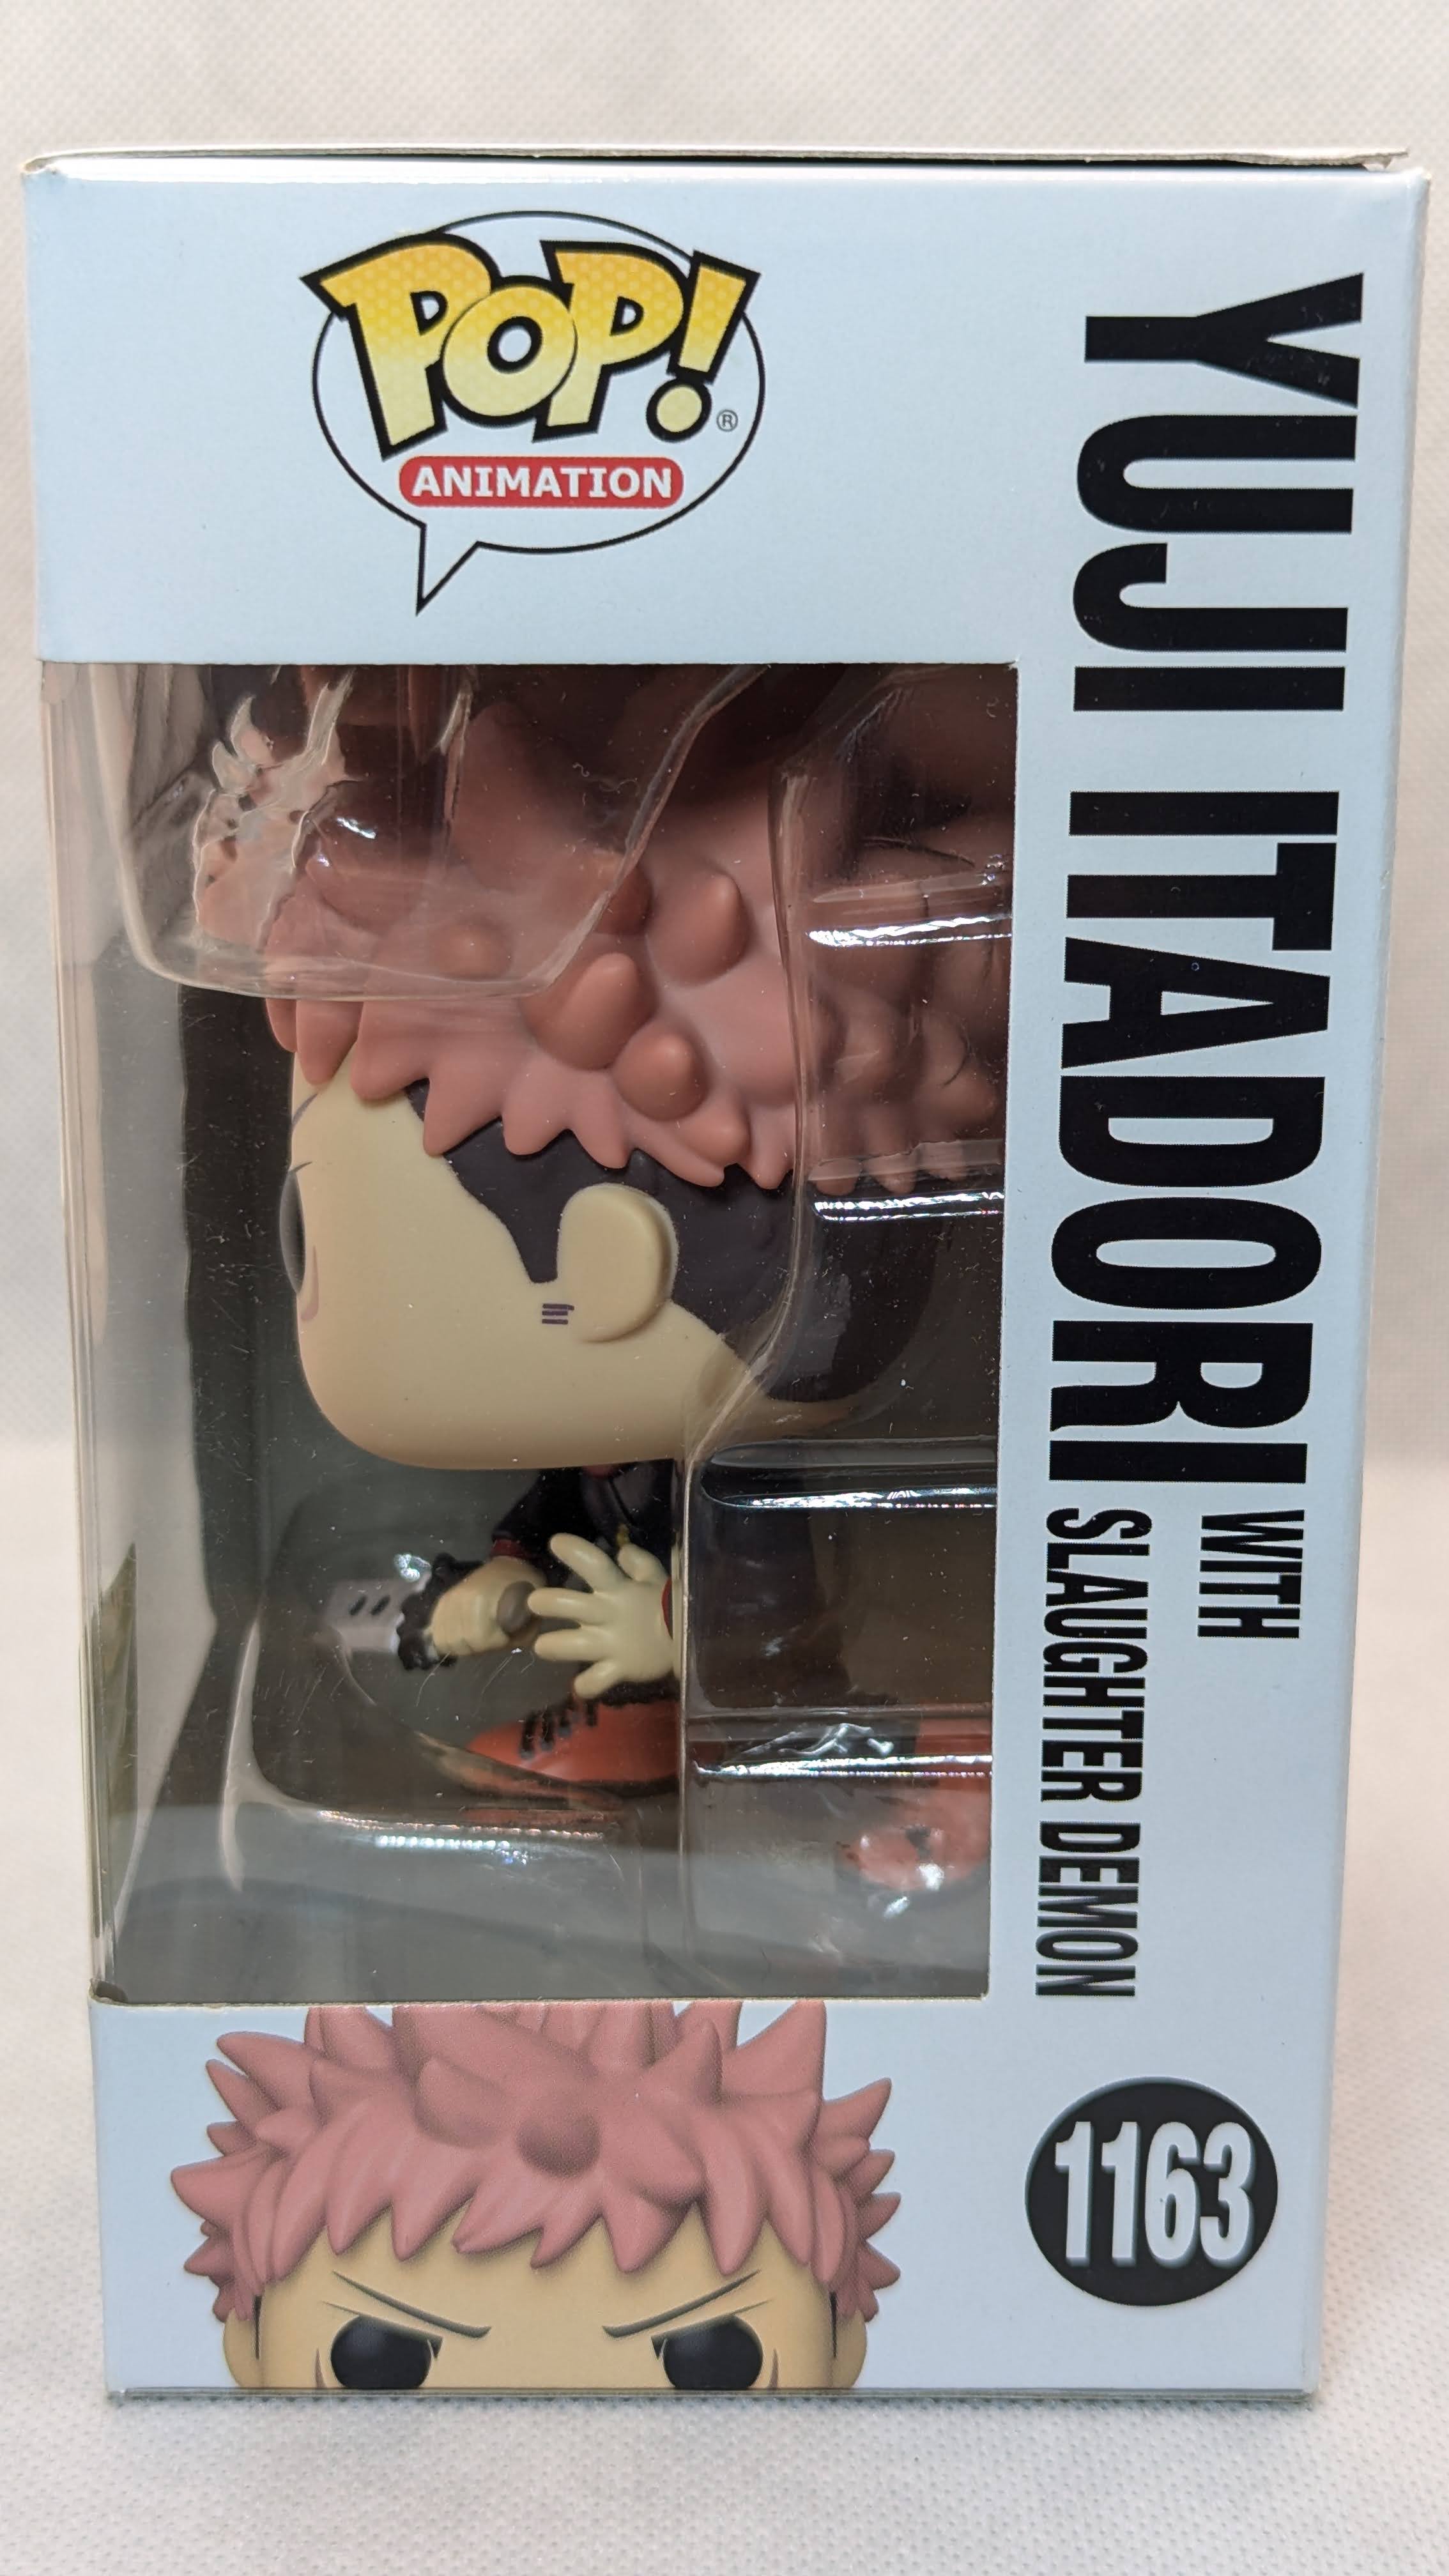 POP!®
ANIMATION
YUJI ITADORI WITH
SLAUGHTER DEMON
1163